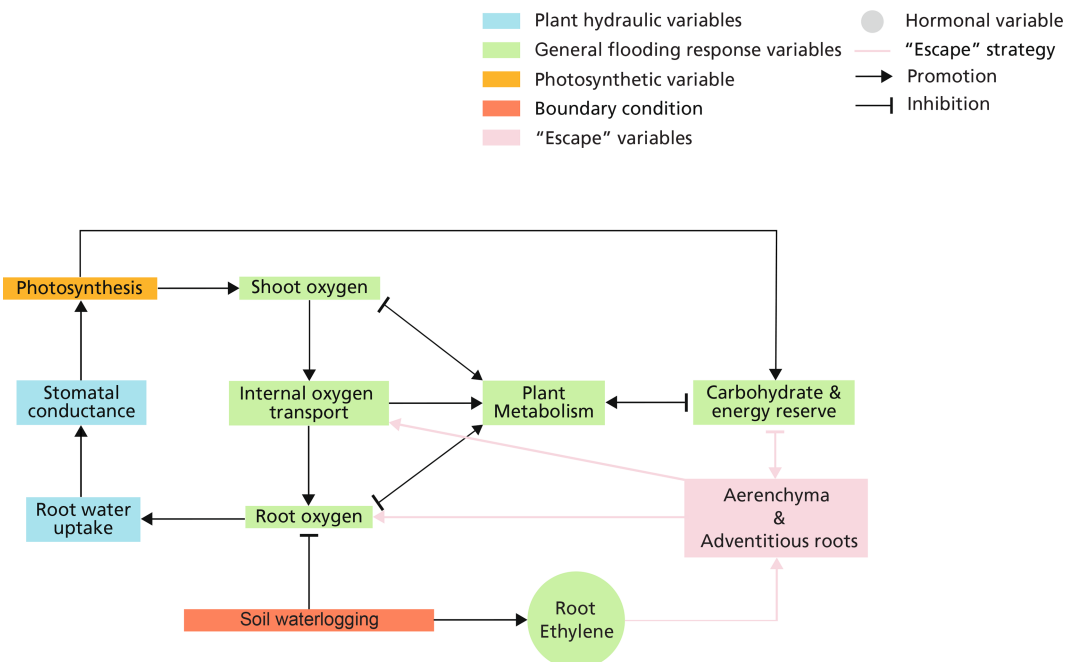 Plant hydraulic variables
General flooding response variables
Photosynthetic variable
Boundary condition
“Escape” variables
Hormonal variable
“Escape” strategy
Promotion
Inhibition
Photosynthesis
Shoot oxygen
Stomatal
conductance
Internal oxygen
transport
Plant
Metabolism
Carbohydrate &
energy reserve
Root water
uptake
Root oxygen
Aerenchyma
&
Adventitious roots
Soil waterlogging
Root
Ethylene